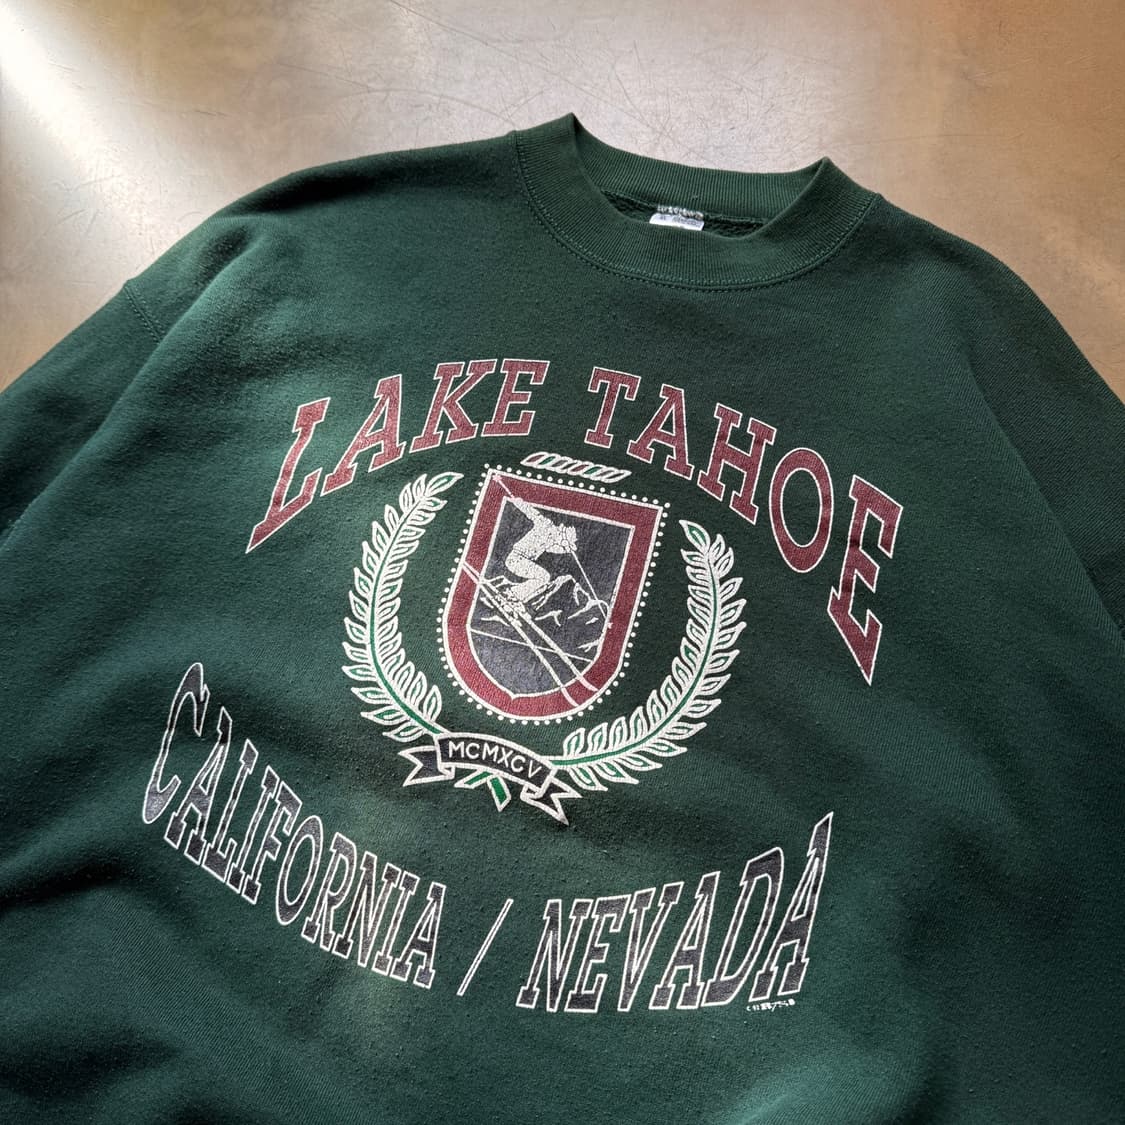 LAKE TAHOE
MCMXCV
CALIFORNIA / NEVADA